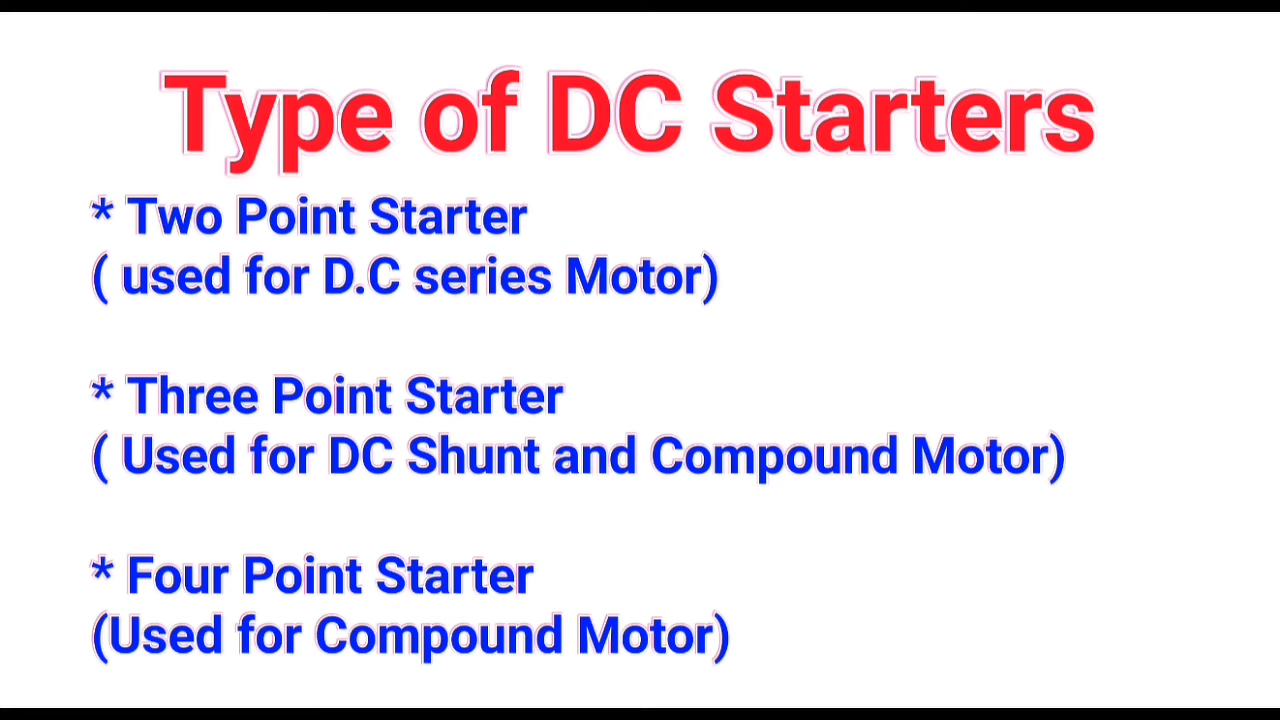 Type of DC Starters
* Two Point Starter
( used for D.C series Motor)
* Three Point Starter
( Used for DC Shunt and Compound Motor)
* Four Point Starter
(Used for Compound Motor)